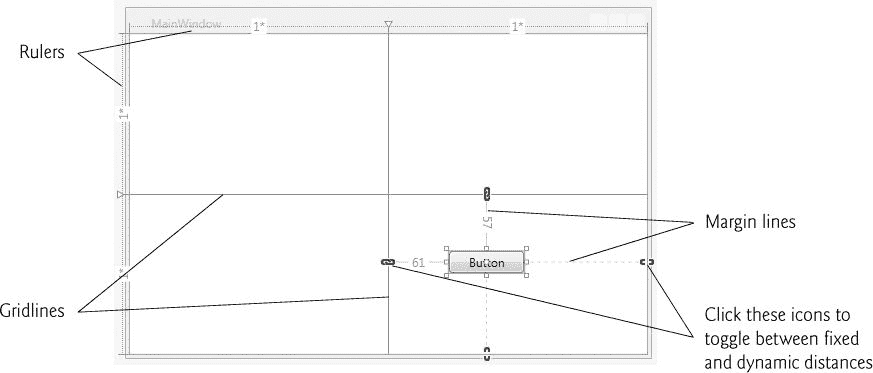 MainWindow
1*
1*
Rulers
1*
57
Margin lines
61
Button
1*
Gridlines
Click these icons to
toggle between fixed
and dynamic distances